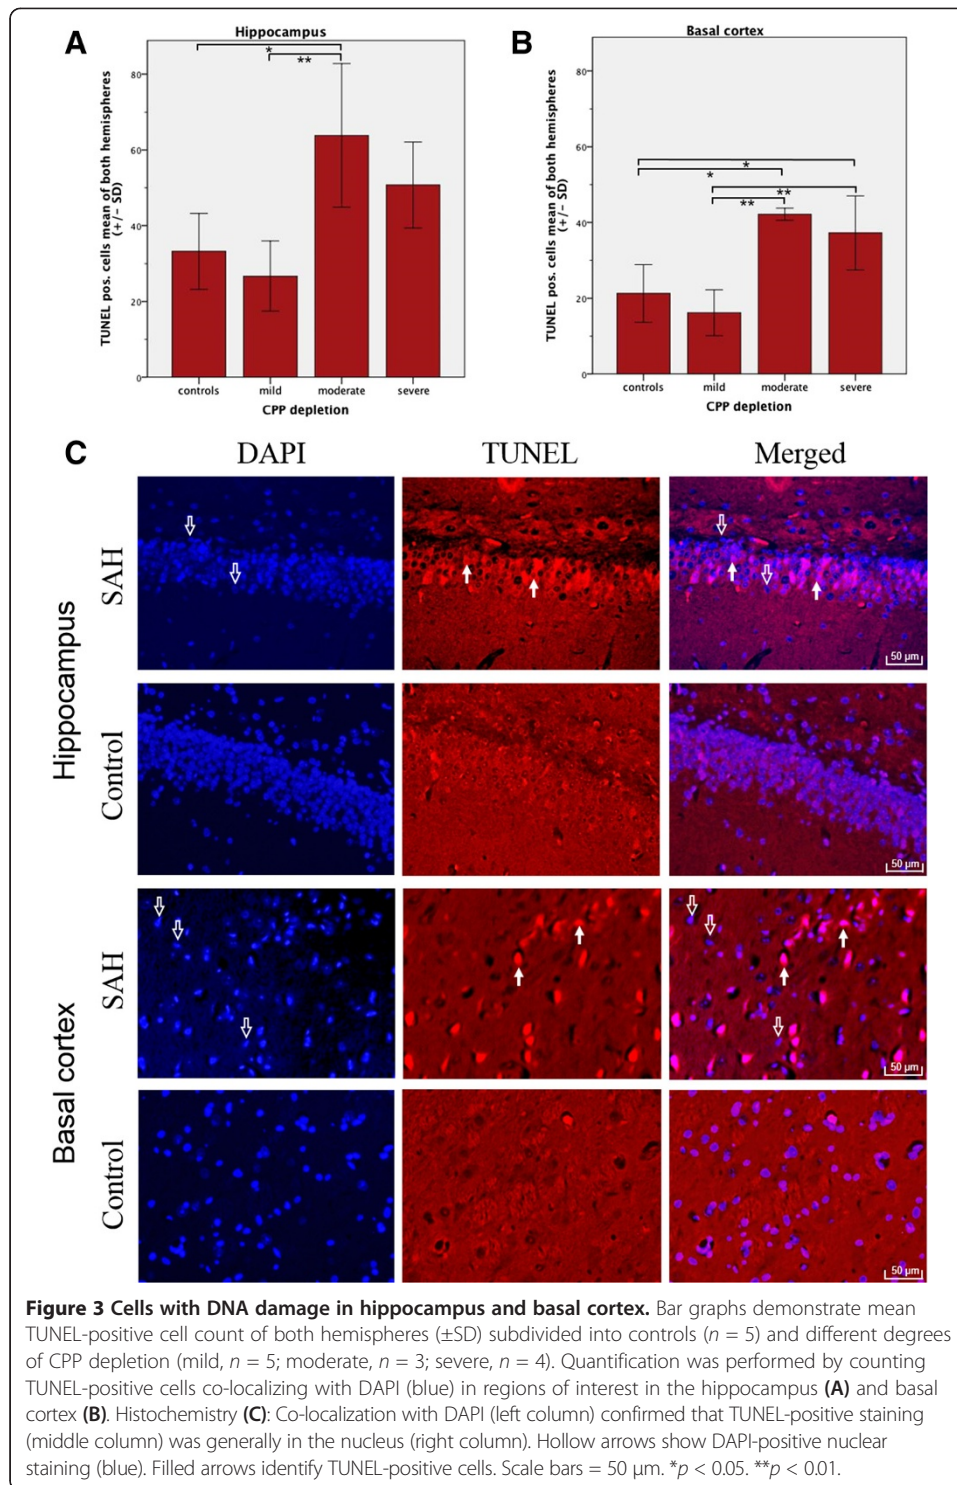 A
Hippocampus
*
**
TUNEL pos. cells mean of both hemispheres
(+/− SD)
80
60
40
20
0
controls mild moderate severe
CPP depletion
B
Basal cortex
*
*
**
**
TUNEL pos. cells mean of both hemispheres
(+/− SD)
80
60
40
20
0
controls mild moderate severe
CPP depletion
C
DAPI TUNEL Merged
Hippocampus
SAH
50 µm
Control
50 µm
Basal cortex
SAH
50 µm
Control
50 µm
Figure 3 Cells with DNA damage in hippocampus and basal cortex. Bar graphs demonstrate mean
TUNEL-positive cell count of both hemispheres (±SD) subdivided into controls (n = 5) and different degrees
of CPP depletion (mild, n = 5; moderate, n = 3; severe, n = 4). Quantification was performed by counting
TUNEL-positive cells co-localizing with DAPI (blue) in regions of interest in the hippocampus (A) and basal
cortex (B). Histochemistry (C): Co-localization with DAPI (left column) confirmed that TUNEL-positive staining
(middle column) was generally in the nucleus (right column). Hollow arrows show DAPI-positive nuclear
staining (blue). Filled arrows identify TUNEL-positive cells. Scale bars = 50 µm. *p < 0.05. **p < 0.01.